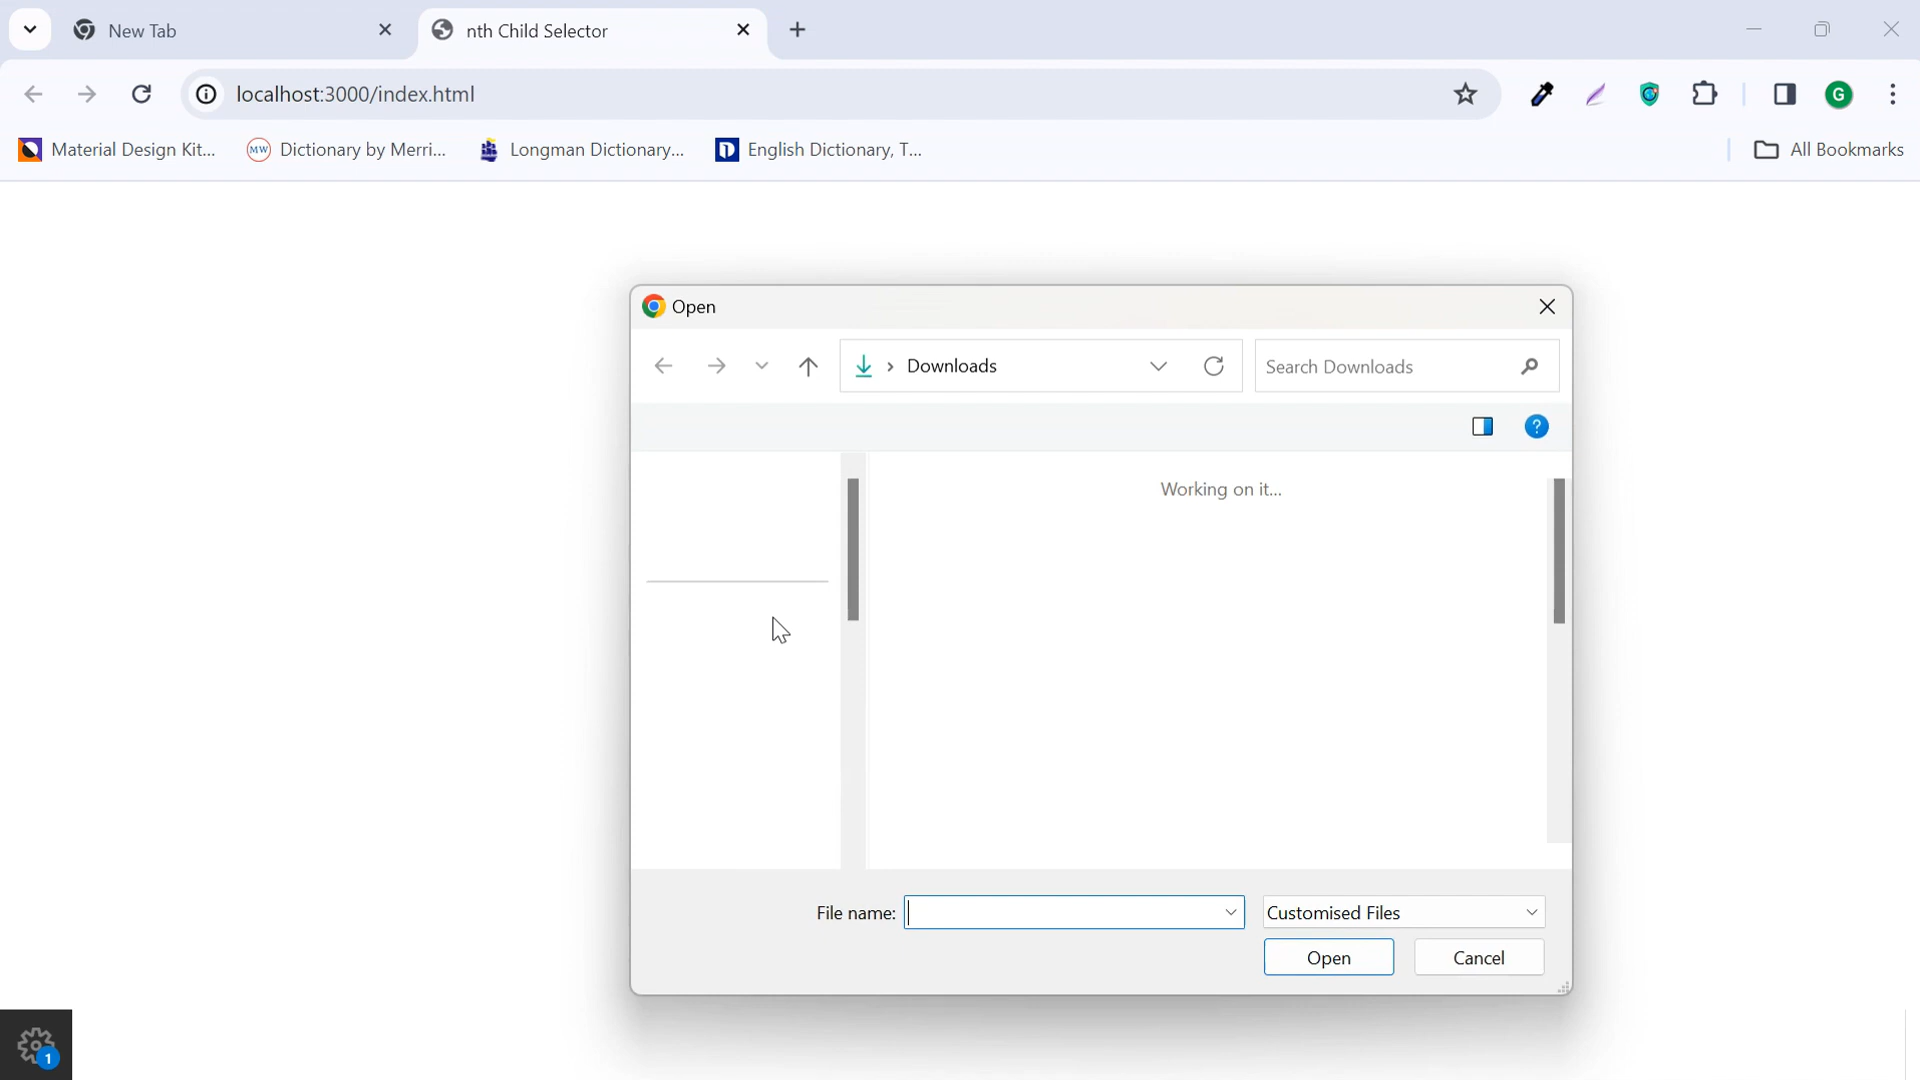 New Tab
nth Child Selector
localhost:3000/index.html
G
Material Design Kit...
MW Dictionary by Merri...
Longman Dictionary...
D English Dictionary, T...
All Bookmarks
Open
Downloads
Search Downloads
?
Working on it...
File name:
Customised Files
Open
Cancel
1